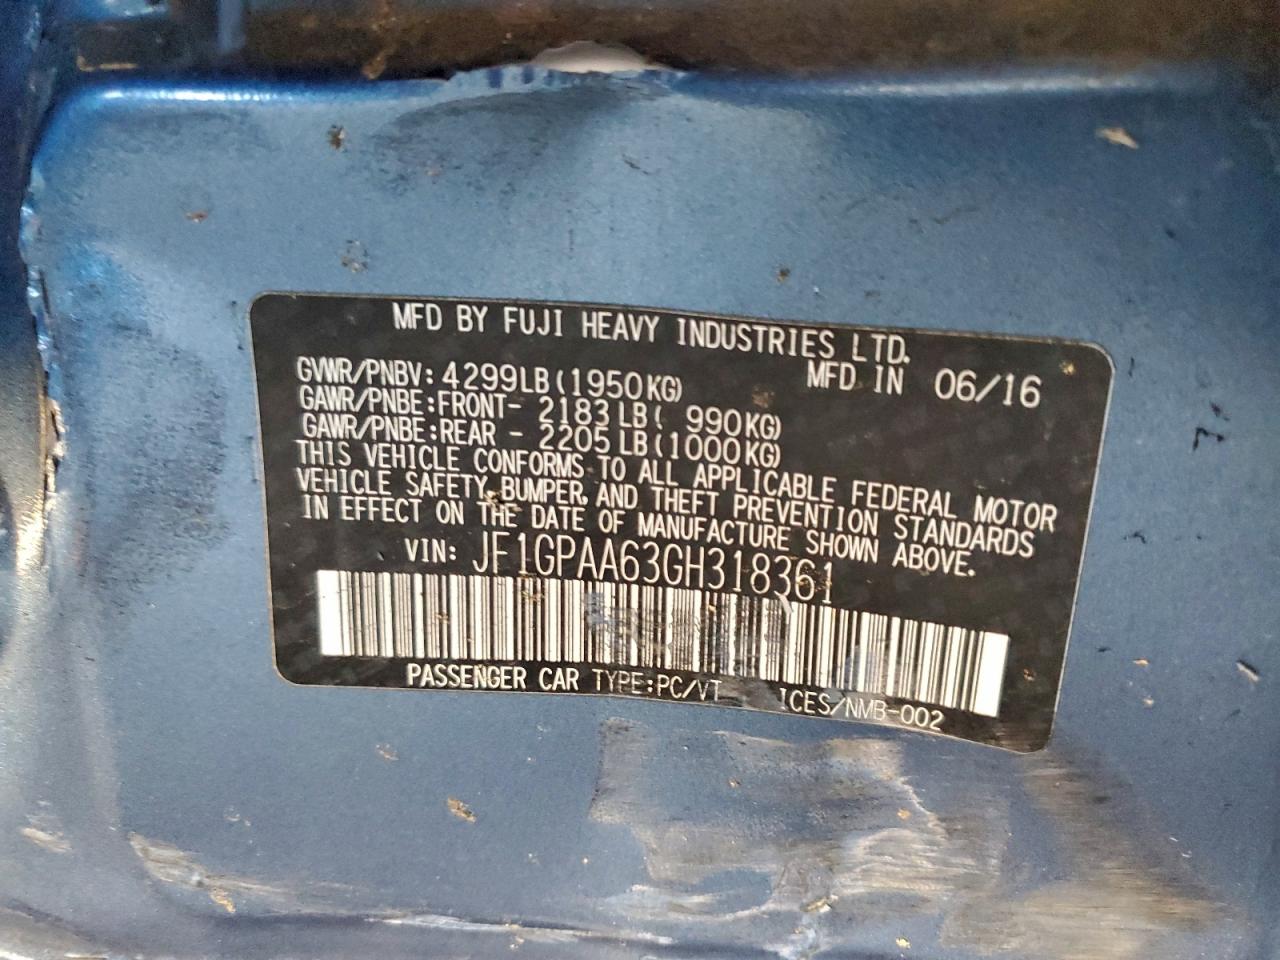 MFD BY FUJI HEAVY INDUSTRIES LTD.
GVWR/PNBV: 4299LB(1950KG) MFD IN 06/16
GAWR/PNBE:FRONT- 2183LB( 990KG)
GAWR/PNBE:REAR - 2205LB(1000KG)
THIS VEHICLE CONFORMS TO ALL APPLICABLE FEDERAL MOTOR
VEHICLE SAFETY, BUMPER, AND THEFT PREVENTION STANDARDS
IN EFFECT ON THE DATE OF MANUFACTURE SHOWN ABOVE.
VIN: JF1GPAA63GH318361
PASSENGER CAR TYPE:PC/VT ICES/NMB-002